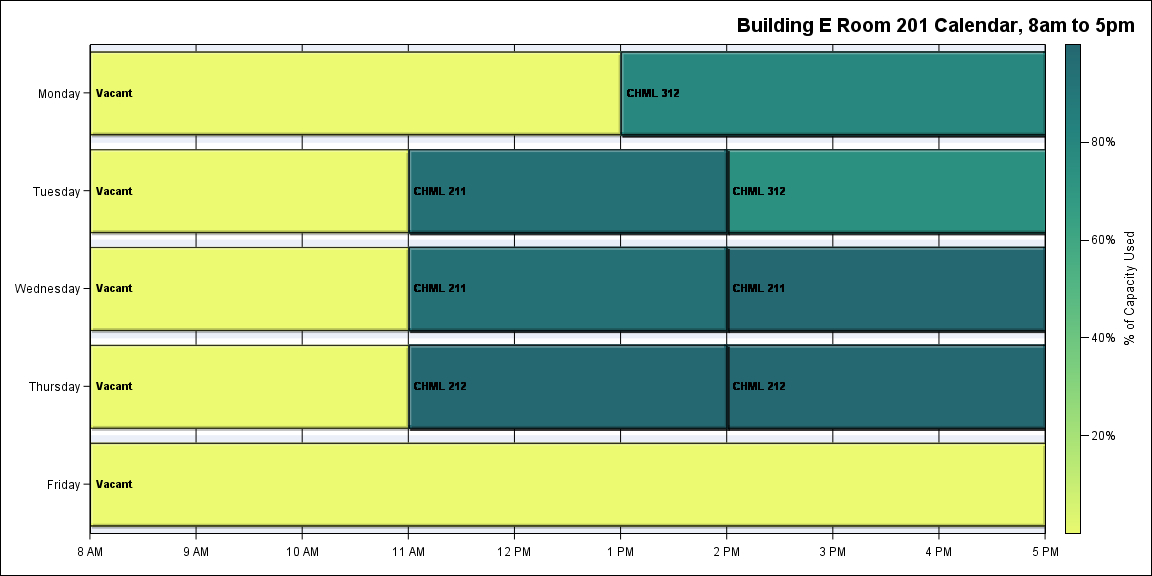 Building E Room 201 Calendar, 8am to 5pm
Monday
Vacant
CHML 312
Tuesday
Vacant
CHML 211
CHML 312
Wednesday
Vacant
CHML 211
CHML 211
Thursday
Vacant
CHML 212
CHML 212
Friday
Vacant
8 AM
9 AM
10 AM
11 AM
12 PM
1 PM
2 PM
3 PM
4 PM
5 PM
80%
60%
40%
20%
% of Capacity Used